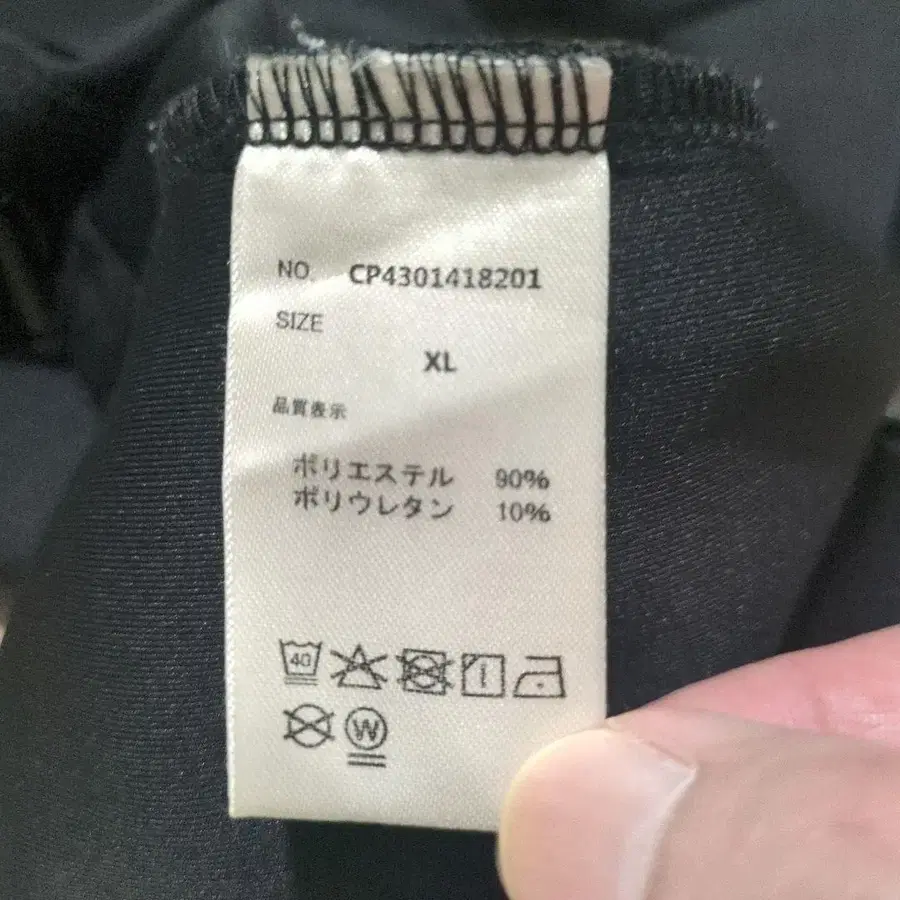 NO. CP4301418201
SIZE
XL
品質表示
ポリエステル 90%
ポリウレタン 10%
40
W